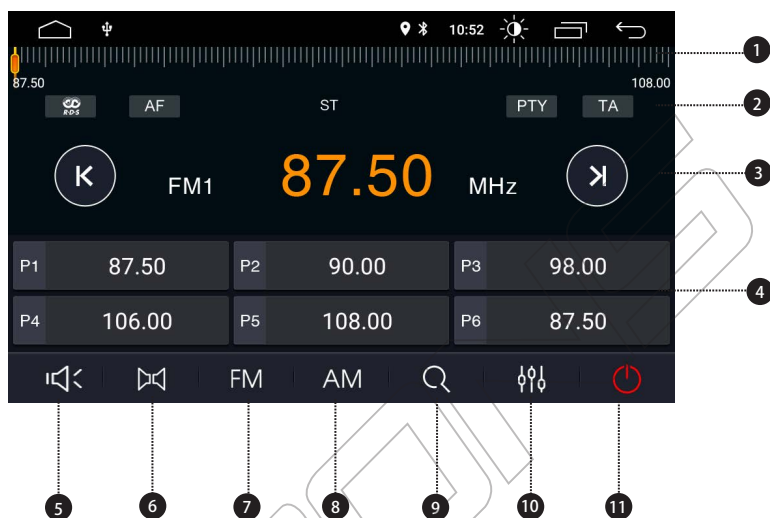 10:52
1
87.50 108.00
R·D·S AF ST PTY TA 2
FM1 87.50 MHz 3
P1 87.50 P2 90.00 P3 98.00
4
P4 106.00 P5 108.00 P6 87.50
FM AM
5 6 7 8 9 10 11